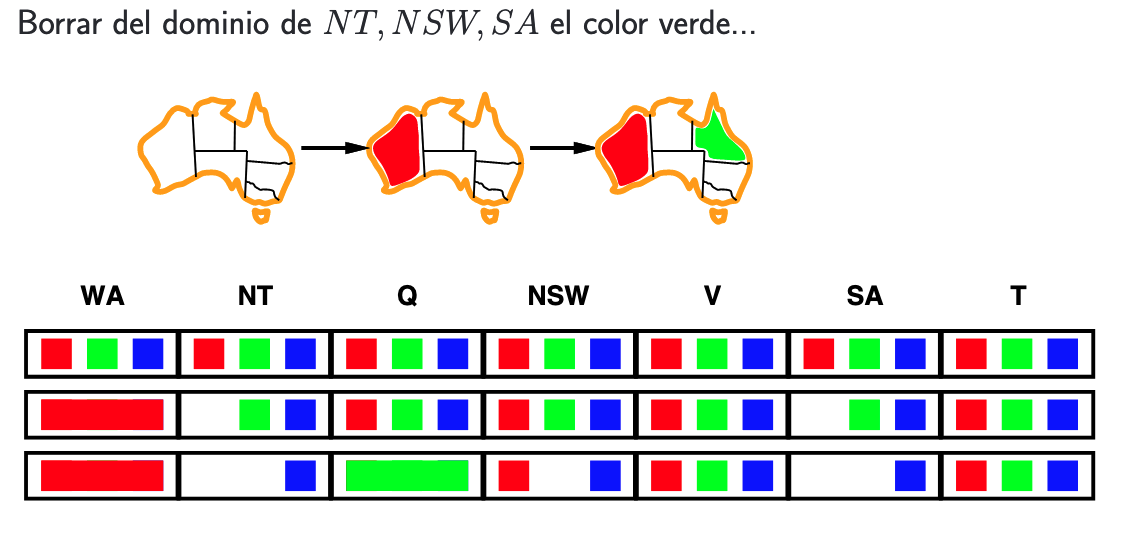 Borrar del dominio de NT, NSW, SA el color verde...
WA NT Q NSW V SA T